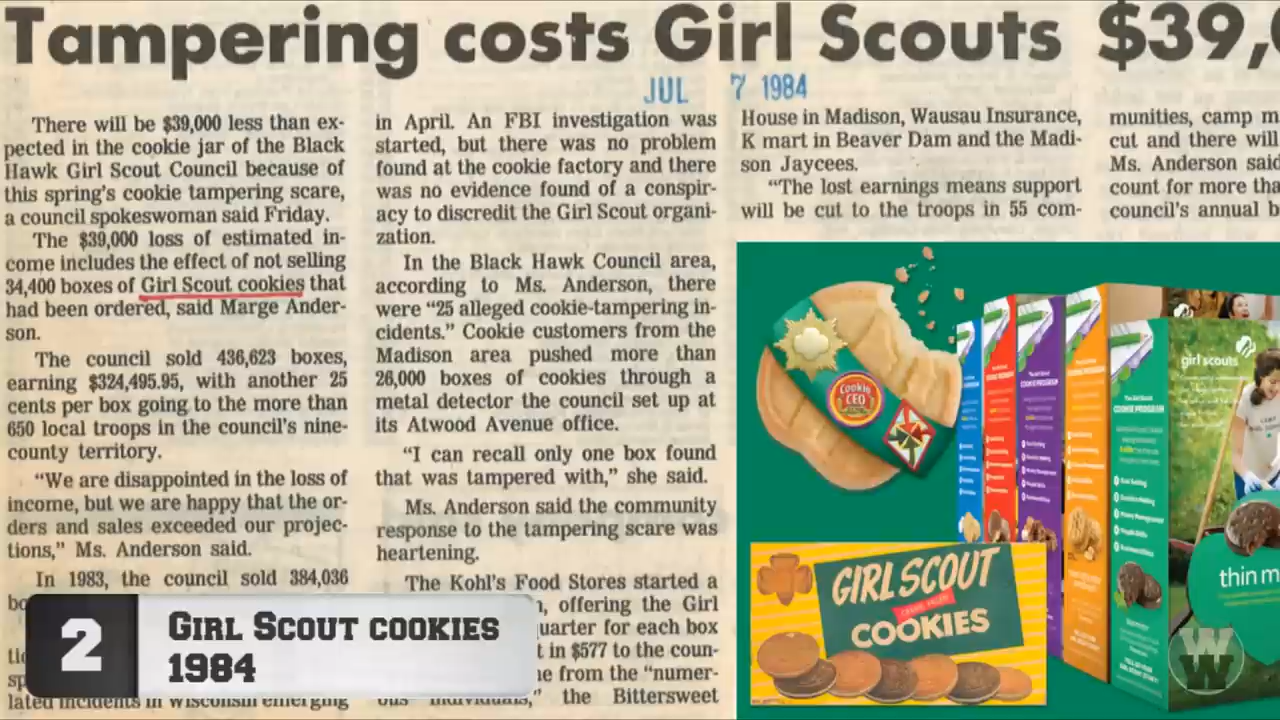 Tampering costs Girl Scouts $39,
JUL 7 1984
There will be $39,000 less than ex-
pected in the cookie jar of the Black
Hawk Girl Scout Council because of
this spring's cookie tampering scare,
a council spokeswoman said Friday.
The $39,000 loss of estimated in-
come includes the effect of not selling
34,400 boxes of Girl Scout cookies that
had been ordered, said Marge Ander-
son.
The council sold 436,623 boxes,
earning $324,495.95, with another 25
cents per box going to the more than
650 local troops in the council's nine-
county territory.
"We are disappointed in the loss of
income, but we are happy that the or-
ders and sales exceeded our projec-
tions," Ms. Anderson said.
In 1983, the council sold 384,036
lated incidents in Wisconsin emerging
in April. An FBI investigation was
started, but there was no problem
found at the cookie factory and there
was no evidence found of a conspir-
acy to discredit the Girl Scout organi-
zation.
In the Black Hawk Council area,
according to Ms. Anderson, there
were "25 alleged cookie-tampering in-
cidents." Cookie customers from the
Madison area pushed more than
26,000 boxes of cookies through a
metal detector the council set up at
its Atwood Avenue office.
"I can recall only one box found
that was tampered with," she said.
Ms. Anderson said the community
response to the tampering scare was
heartening.
The Kohl's Food Stores started a
, offering the Girl
uarter for each box
t in $577 to the coun-
e from the "numer-
ous individuals," the Bittersweet
House in Madison, Wausau Insurance,
K mart in Beaver Dam and the Madi-
son Jaycees.
"The lost earnings means support
will be cut to the troops in 55 com-
munities, camp m
cut and there will
Ms. Anderson said
count for more tha
council's annual b
Cookie
CEO
girl scouts
COOKIE PROGRAM
thin m
GIRL SCOUT
COOKIES
2
GIRL SCOUT COOKIES
1984
W
W